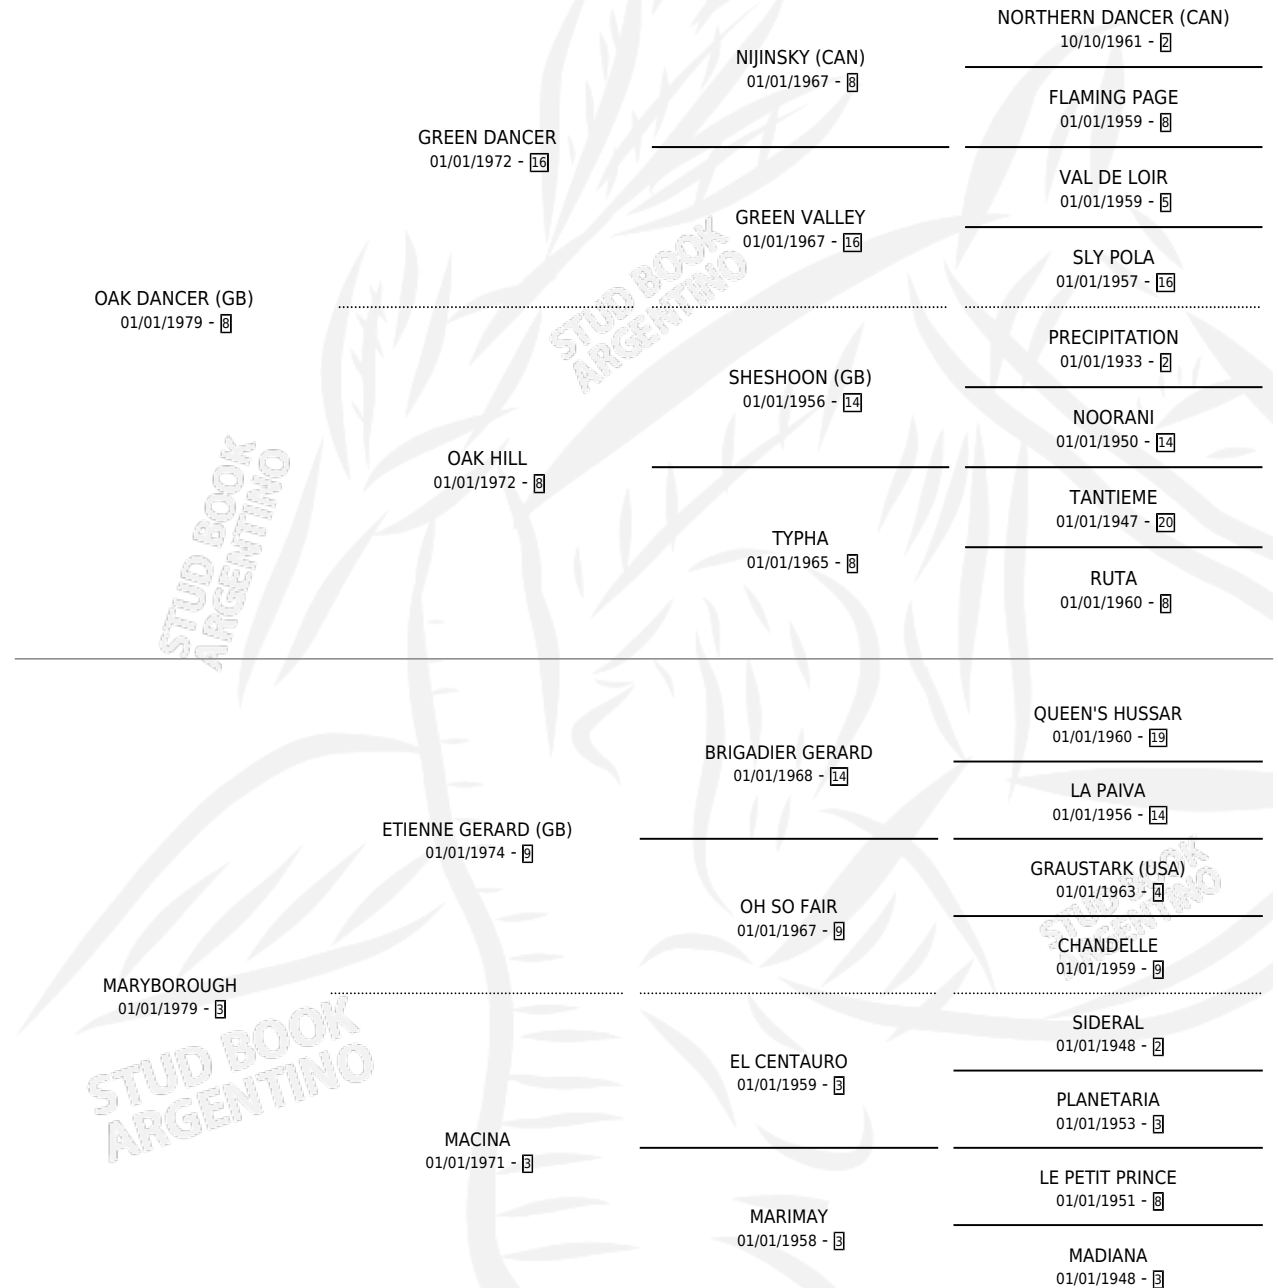 NORTHERN DANCER (CAN)
10/10/1961 - 2
NIJINSKY (CAN)
01/01/1967 - 8
FLAMING PAGE
01/01/1959 - 8
GREEN DANCER
01/01/1972 - 16
VAL DE LOIR
01/01/1959 - 5
GREEN VALLEY
01/01/1967 - 16
SLY POLA
01/01/1957 - 16
OAK DANCER (GB)
01/01/1979 - 8
PRECIPITATION
01/01/1933 - 2
SHESHOON (GB)
01/01/1956 - 14
NOORANI
01/01/1950 - 14
OAK HILL
01/01/1972 - 8
TANTIEME
01/01/1947 - 20
TYPHA
01/01/1965 - 8
RUTA
01/01/1960 - 8
QUEEN'S HUSSAR
01/01/1960 - 19
BRIGADIER GERARD
01/01/1968 - 14
LA PAIVA
01/01/1956 - 14
ETIENNE GERARD (GB)
01/01/1974 - 9
GRAUSTARK (USA)
01/01/1963 - 4
OH SO FAIR
01/01/1967 - 9
CHANDELLE
01/01/1959 - 9
MARYBOROUGH
01/01/1979 - 3
SIDERAL
01/01/1948 - 2
EL CENTAURO
01/01/1959 - 3
PLANETARIA
01/01/1953 - 3
MACINA
01/01/1971 - 3
LE PETIT PRINCE
01/01/1951 - 8
MARIMAY
01/01/1958 - 3
MADIANA
01/01/1948 - 3
STUD BOOK
ARGENTINO
STUD BOOK
ARGENTINO
STUD BOOK
ARGENTINO
STUD BOOK
ARGENTINO